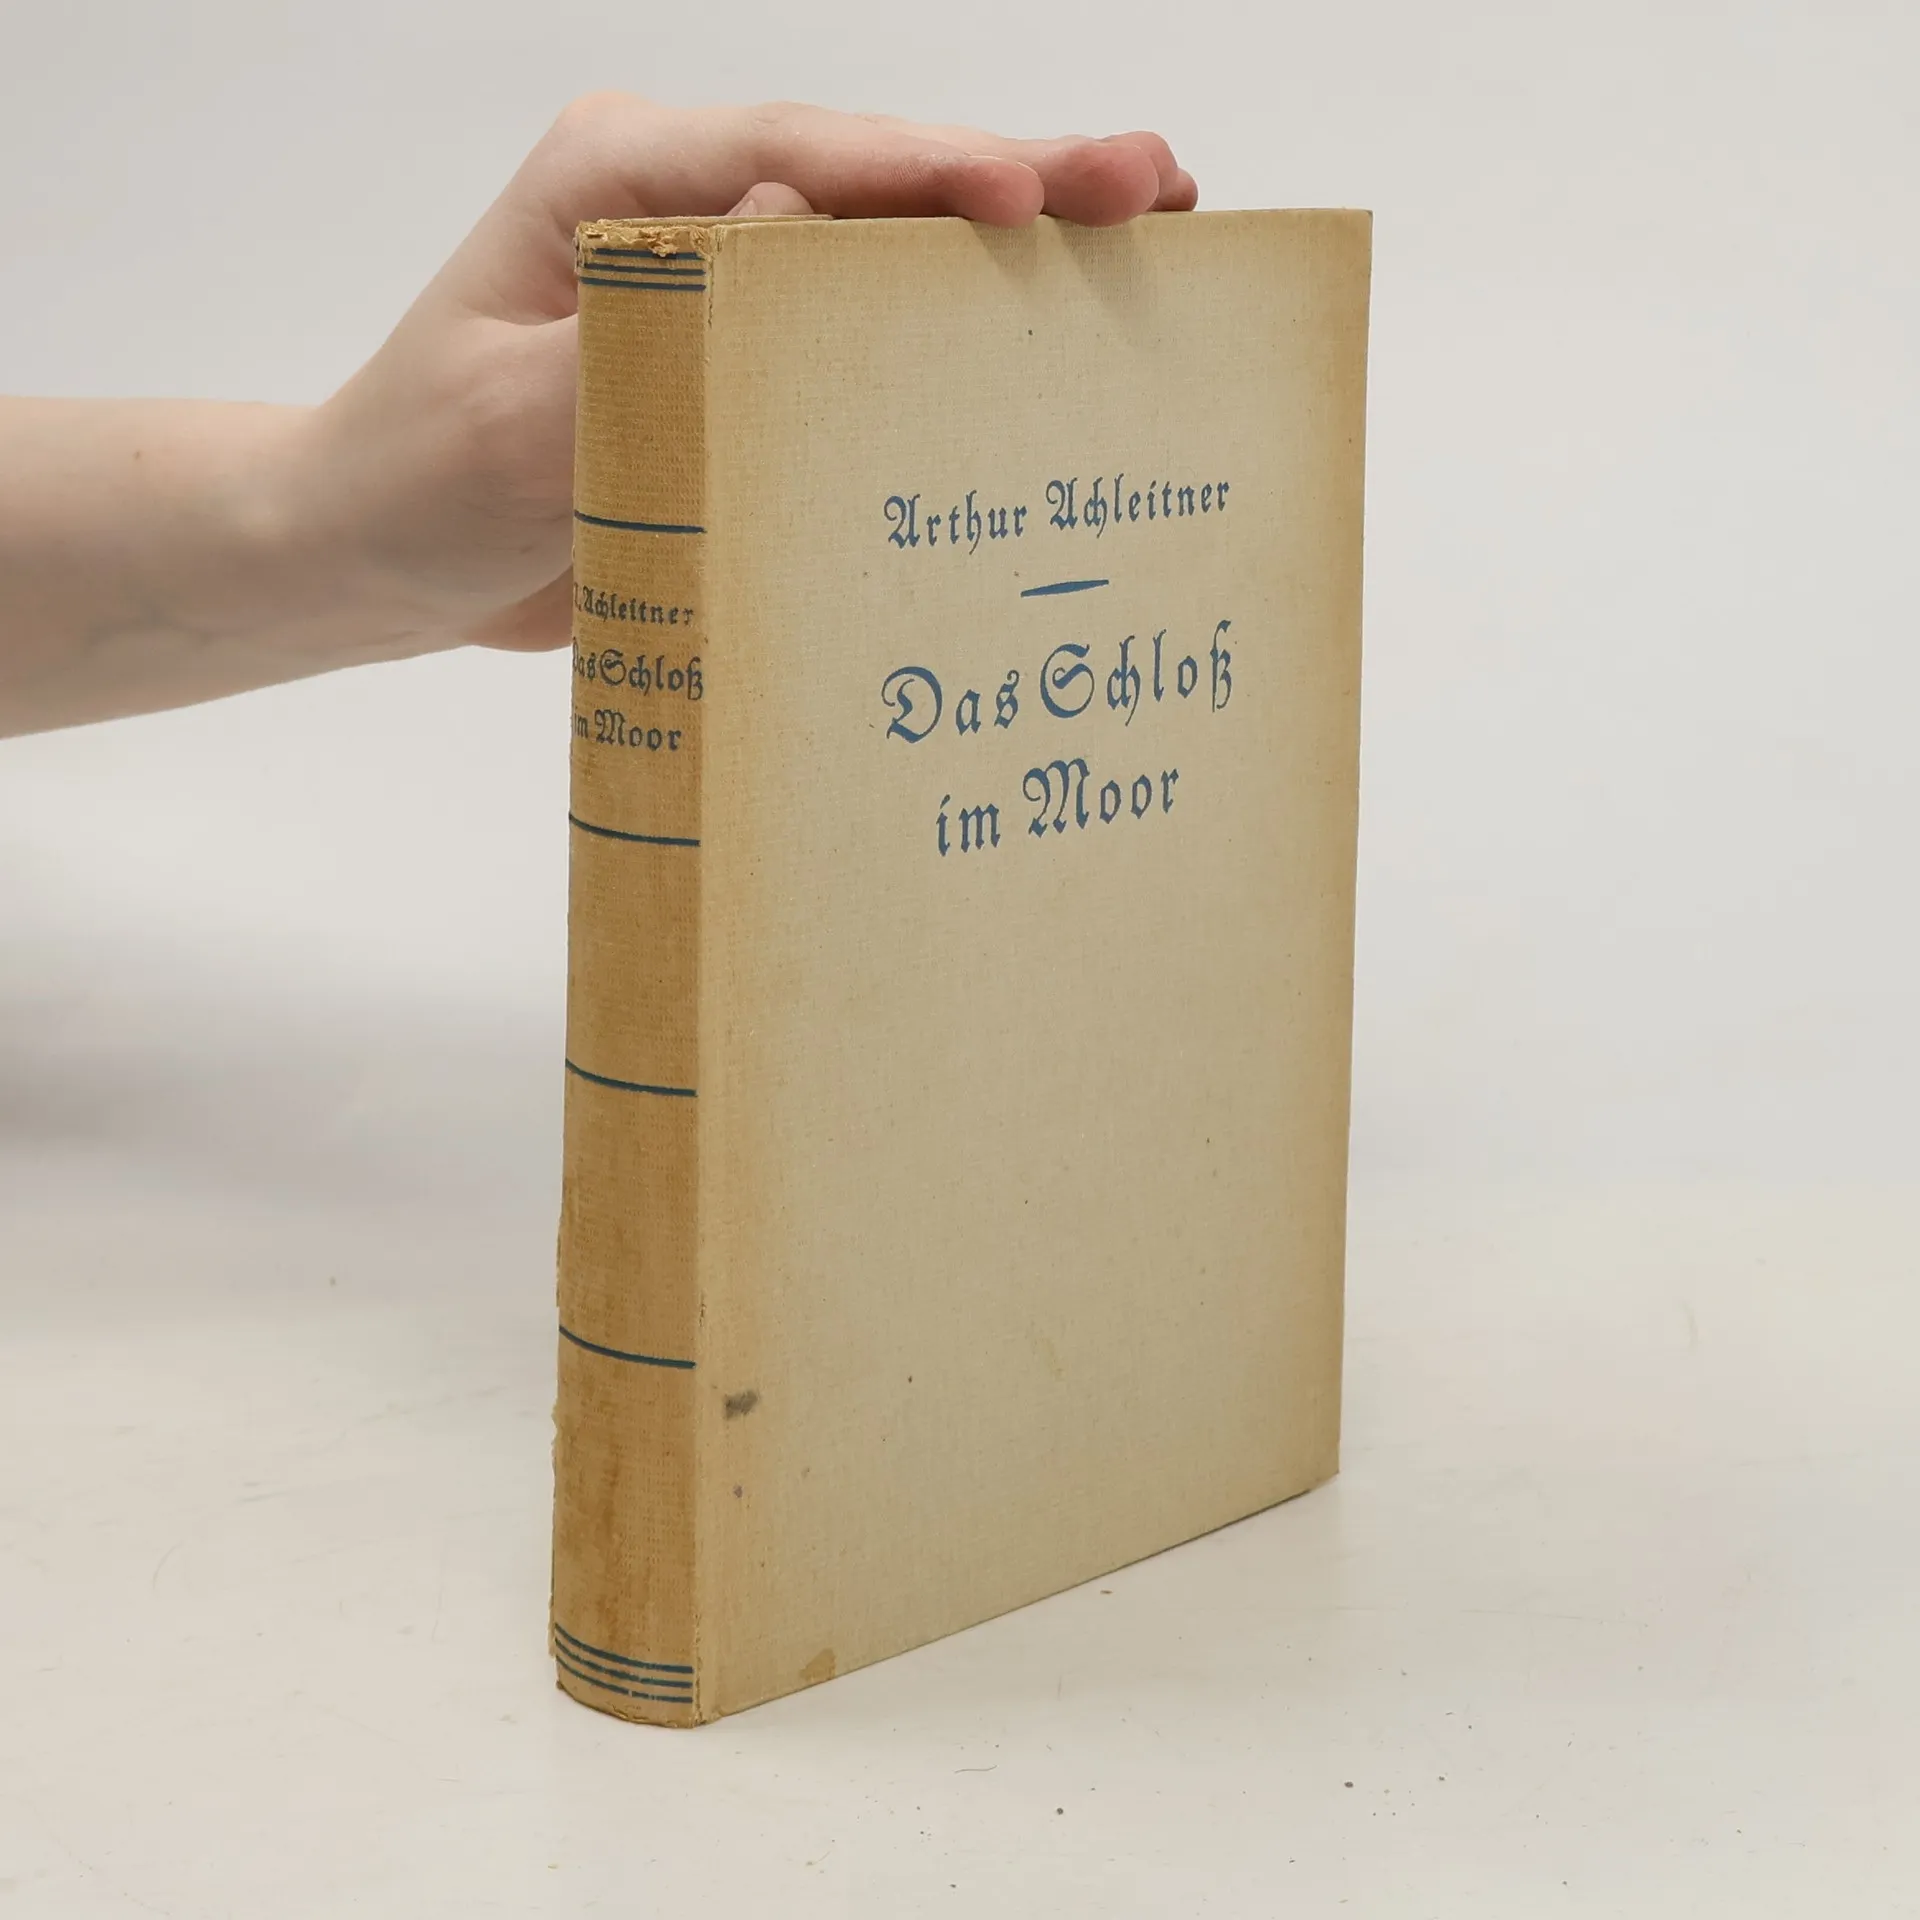 Arthur Achleitner
Das Schloß
im Moor
A. Achleitner
Das Schloß
im Moor